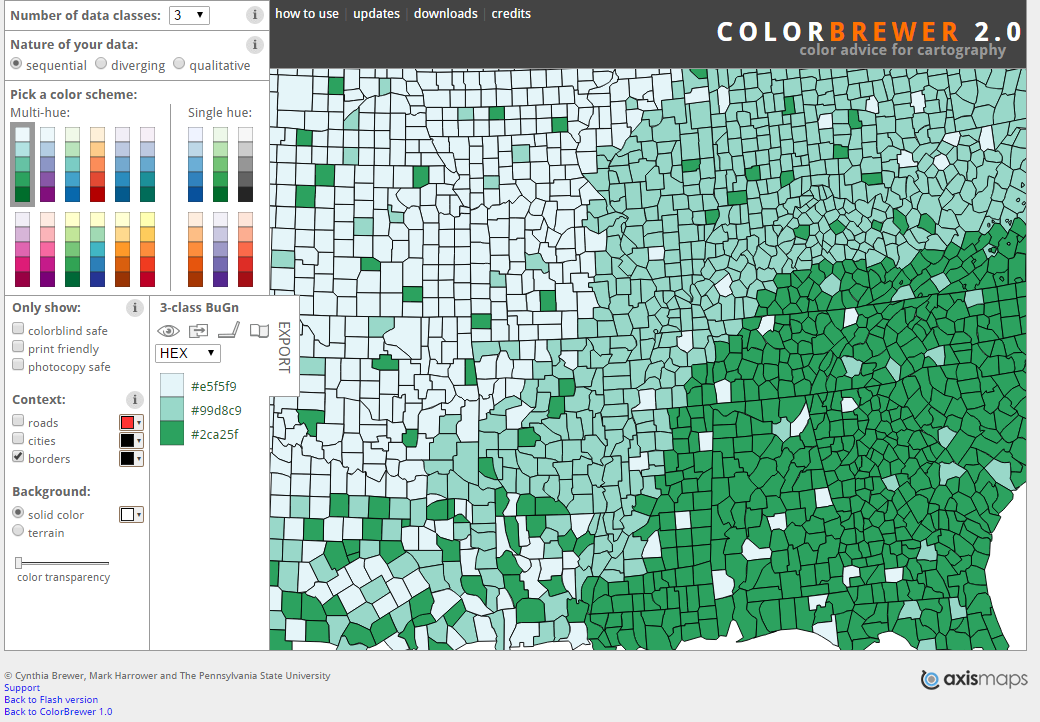 Number of data classes: 3 i
how to use | updates | downloads | credits
COLORBREWER 2.0
color advice for cartography
Nature of your data: i
sequential diverging qualitative
Pick a color scheme:
Multi-hue: Single hue:
Only show: i
colorblind safe
print friendly
photocopy safe
Context: i
roads
cities
borders
Background:
solid color
terrain
color transparency
3-class BuGn
EXPORT
HEX
#e5f5f9
#99d8c9
#2ca25f
© Cynthia Brewer, Mark Harrower and The Pennsylvania State University
Support
Back to Flash version
Back to ColorBrewer 1.0
axismaps